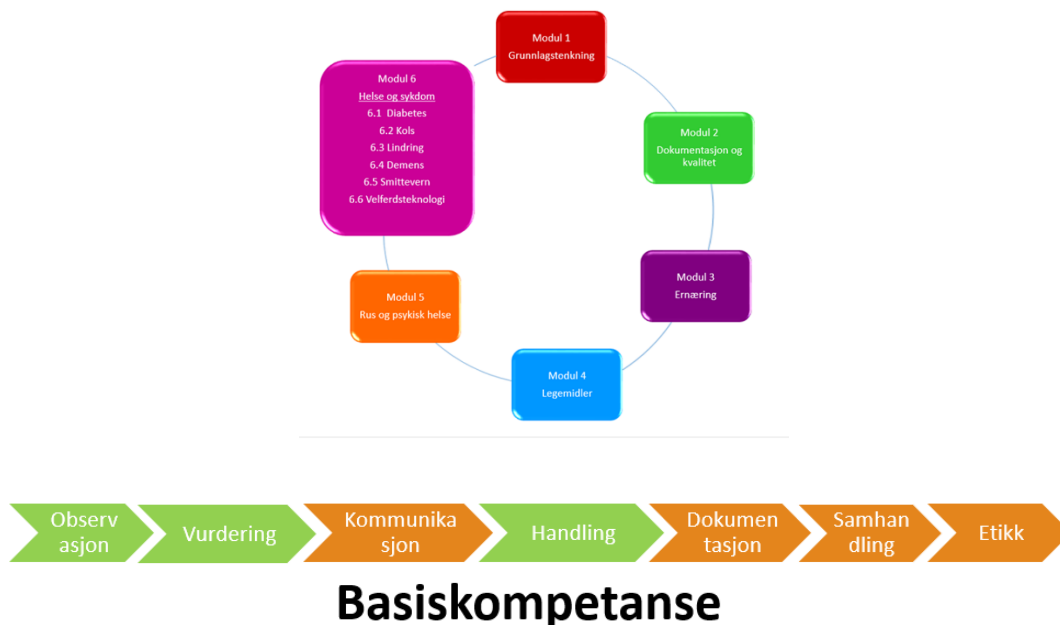 Modul 1
Grunnlagstenkning
Modul 2
Dokumentasjon og
kvalitet
Modul 3
Ernæring
Modul 4
Legemidler
Modul 5
Rus og psykisk helse
Modul 6
Helse og sykdom
6.1 Diabetes
6.2 Kols
6.3 Lindring
6.4 Demens
6.5 Smittevern
6.6 Velferdsteknologi
Observ
asjon
Vurdering
Kommunika
sjon
Handling
Dokumen
tasjon
Samhan
dling
Etikk
Basiskompetanse